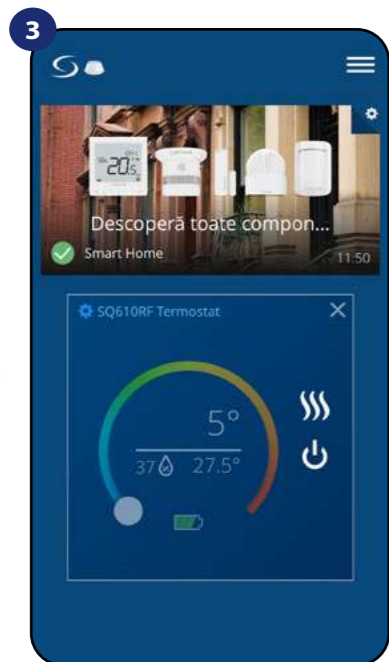 3
20.5
Descoperă toate compon...
Smart Home
11:50
SQ610RF Termostat
5°
37 27.5°